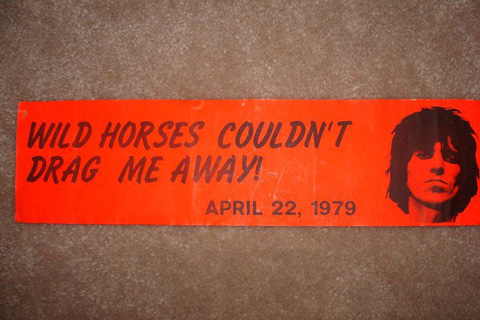 WILD HORSES COULDN'T
DRAG ME AWAY!
APRIL 22, 1979